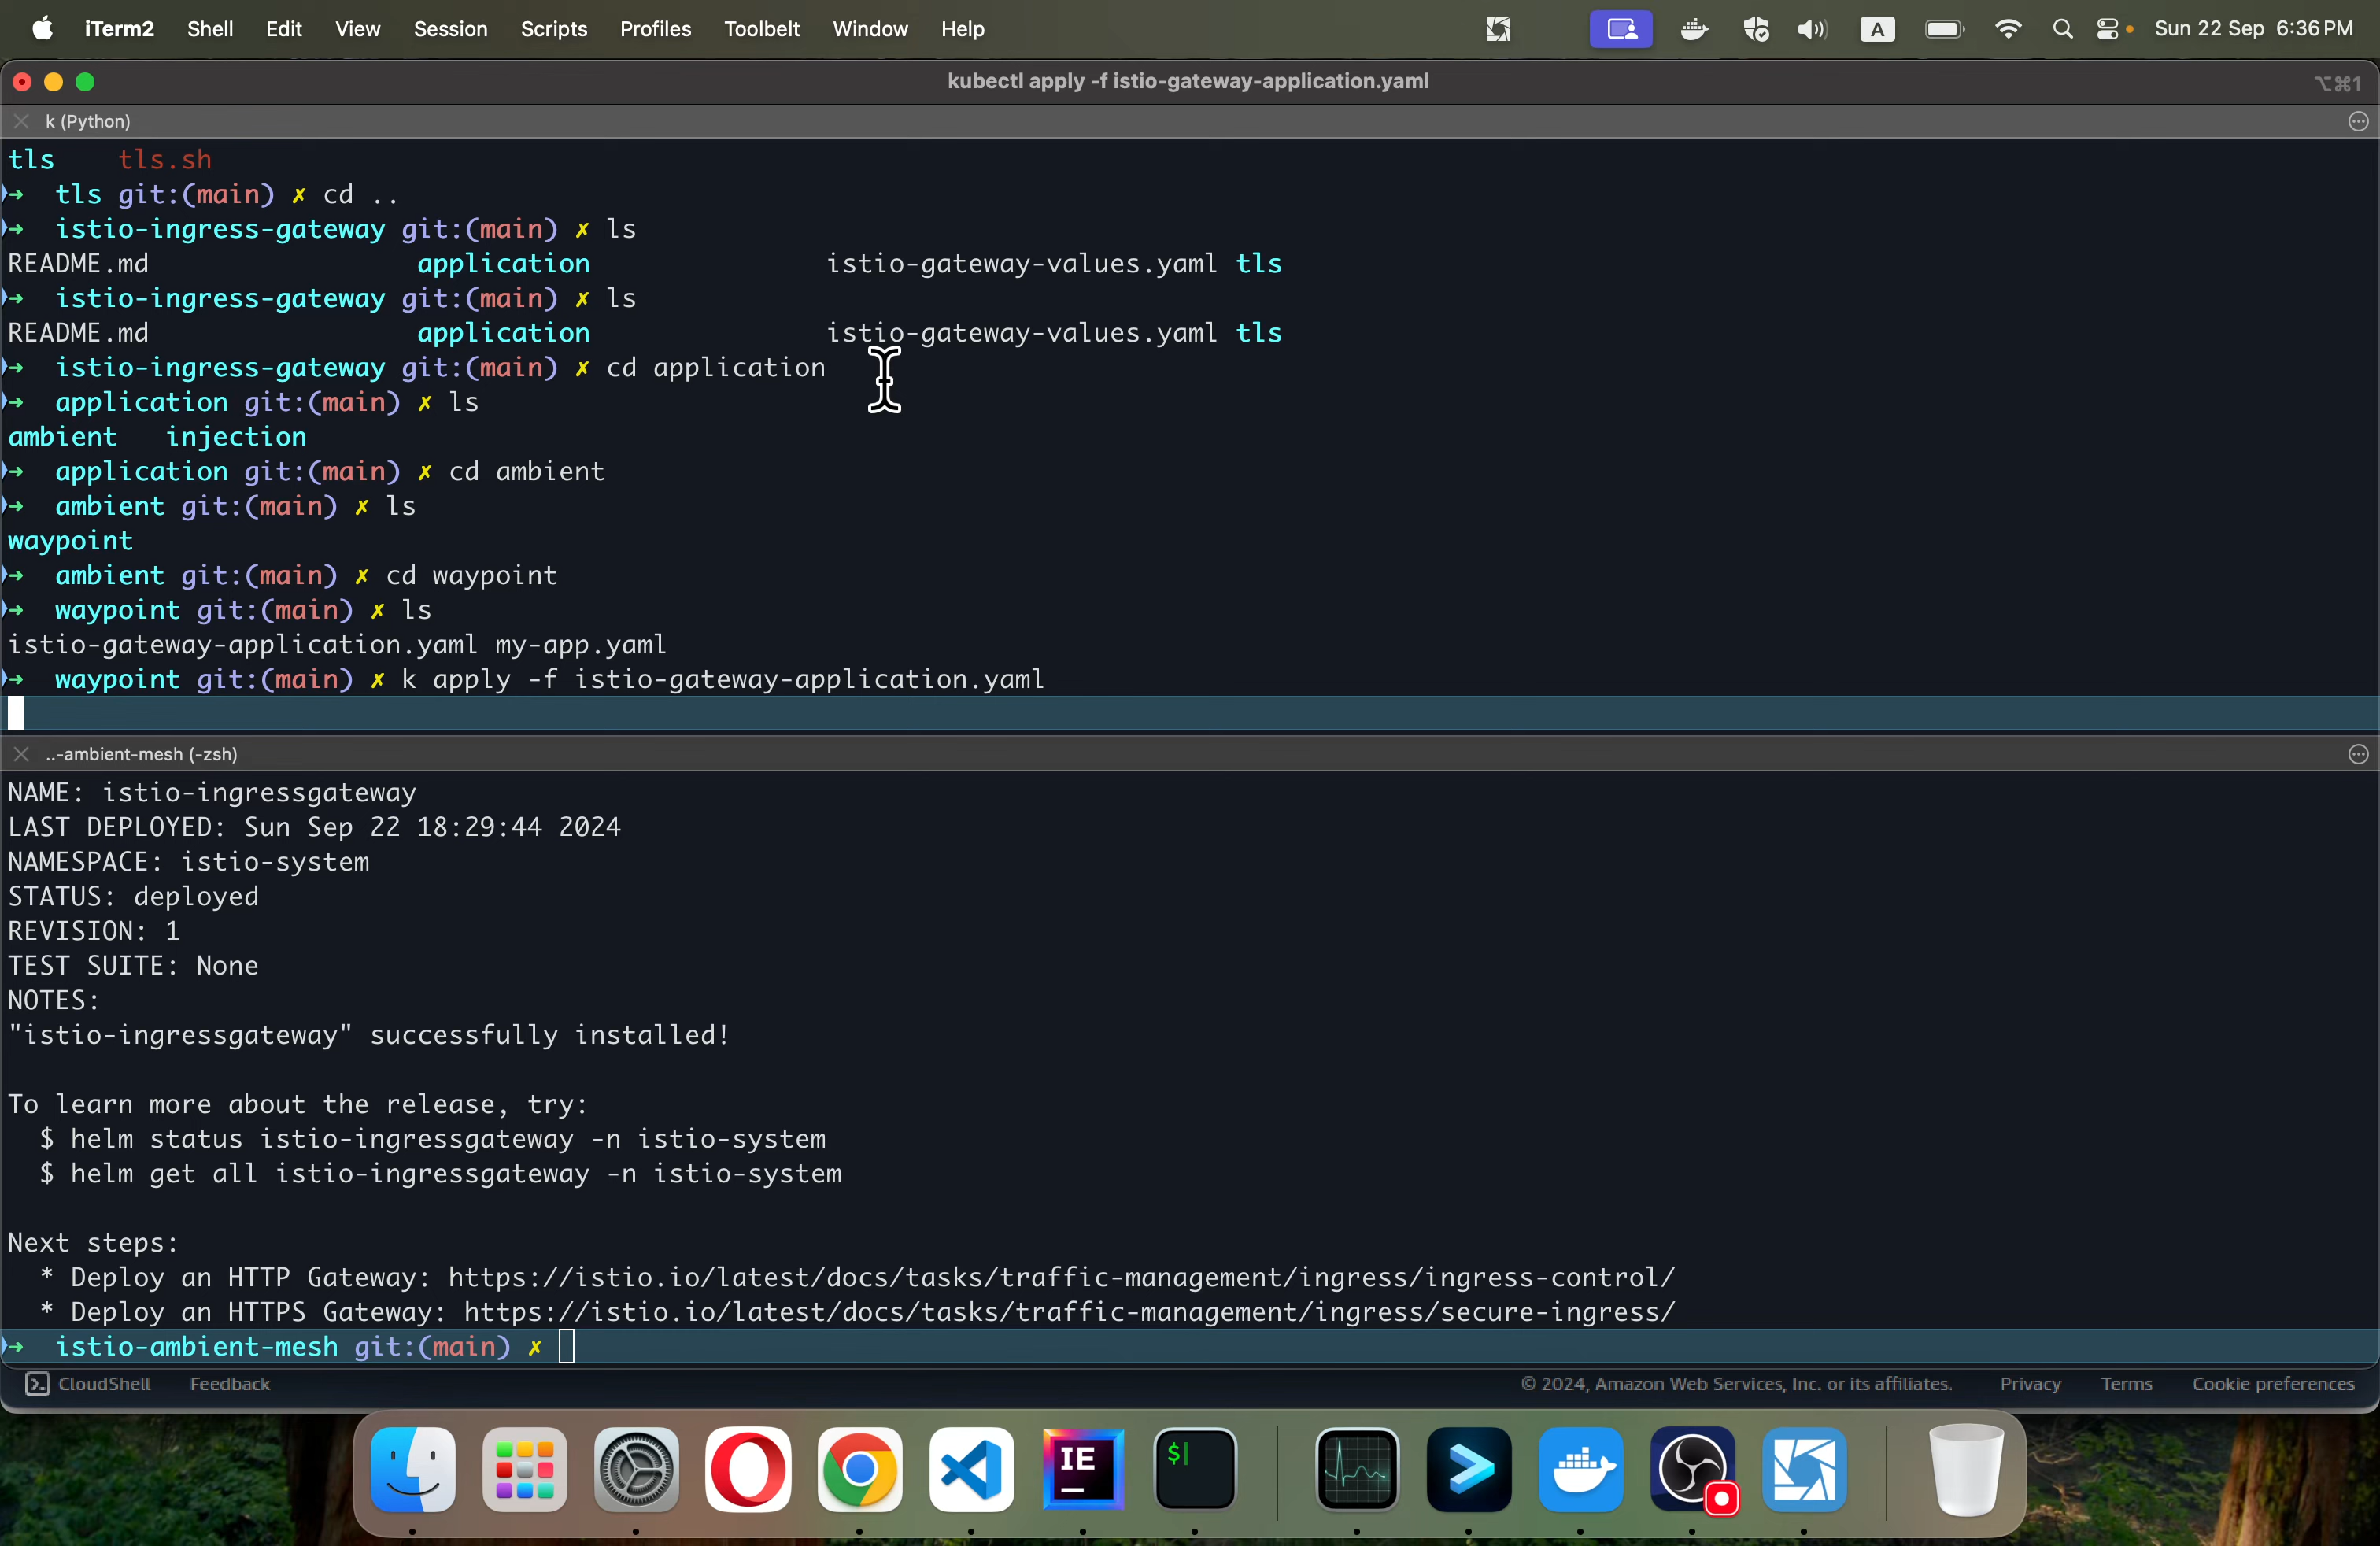 iTerm2 Shell Edit View Session Scripts Profiles Toolbelt Window Help A Sun 22 Sep 6:36 PM
kubectl apply -f istio-gateway-application.yaml ⌥⌘1
k (Python)
tls tls.sh
➜ tls git:(main) ✗ cd ..
➜ istio-ingress-gateway git:(main) ✗ ls
README.md application istio-gateway-values.yaml tls
➜ istio-ingress-gateway git:(main) ✗ ls
README.md application istio-gateway-values.yaml tls
➜ istio-ingress-gateway git:(main) ✗ cd application
➜ application git:(main) ✗ ls
ambient injection
➜ application git:(main) ✗ cd ambient
➜ ambient git:(main) ✗ ls
waypoint
➜ ambient git:(main) ✗ cd waypoint
➜ waypoint git:(main) ✗ ls
istio-gateway-application.yaml my-app.yaml
➜ waypoint git:(main) ✗ k apply -f istio-gateway-application.yaml
..-ambient-mesh (-zsh)
NAME: istio-ingressgateway
LAST DEPLOYED: Sun Sep 22 18:29:44 2024
NAMESPACE: istio-system
STATUS: deployed
REVISION: 1
TEST SUITE: None
NOTES:
"istio-ingressgateway" successfully installed!
To learn more about the release, try:
$ helm status istio-ingressgateway -n istio-system
$ helm get all istio-ingressgateway -n istio-system
Next steps:
* Deploy an HTTP Gateway: https://istio.io/latest/docs/tasks/traffic-management/ingress/ingress-control/
* Deploy an HTTPS Gateway: https://istio.io/latest/docs/tasks/traffic-management/ingress/secure-ingress/
➜ istio-ambient-mesh git:(main) ✗
CloudShell Feedback © 2024, Amazon Web Services, Inc. or its affiliates. Privacy Terms Cookie preferences
IE
$